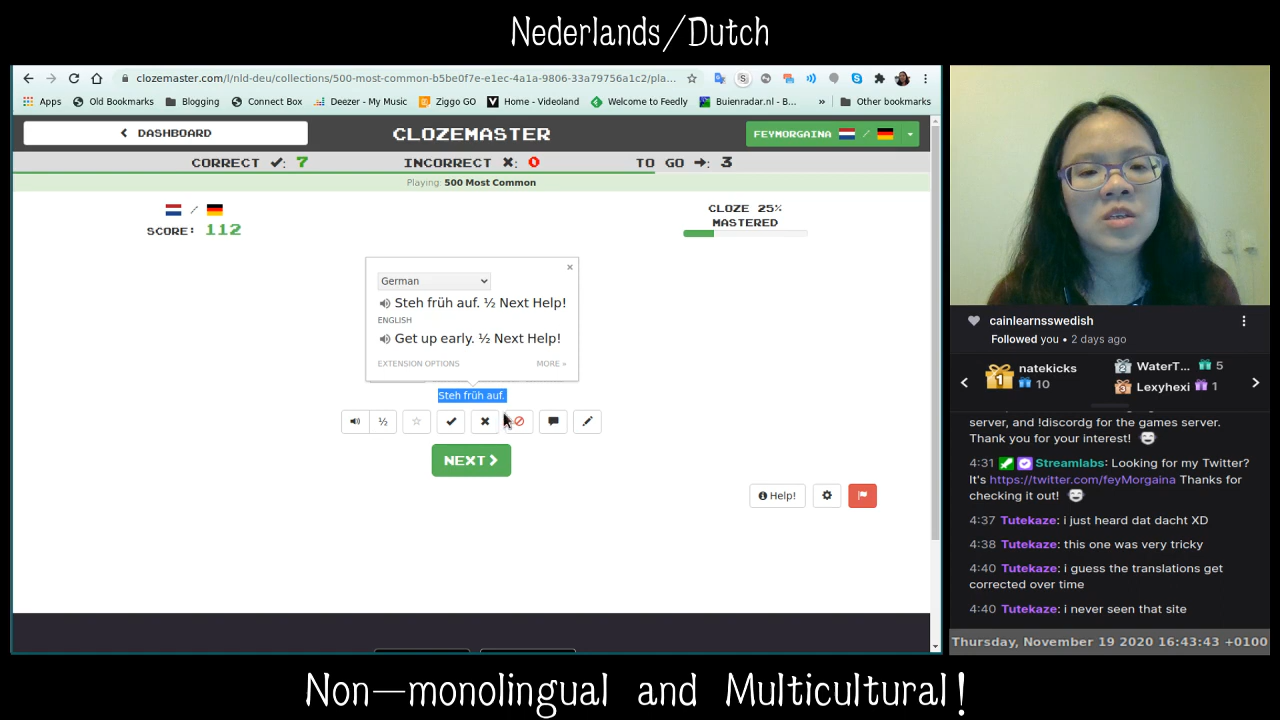 Nederlands/Dutch
clozemaster.com/l/nld-deu/collections/500-most-common-b5be0f7e-e1ec-4a1a-9806-33a79756a1c2/pla...
Apps Old Bookmarks Blogging Connect Box Deezer - My Music Ziggo GO Home - Videoland Welcome to Feedly Buienradar.nl - B... » Other bookmarks
DASHBOARD
CLOZEMASTER
FEYMORGAINA /
CORRECT ✔: 7 INCORRECT ✖: 0 TO GO →: 3
Playing: 500 Most Common
/
SCORE: 112
CLOZE 25%
MASTERED
×
German
Steh früh auf. ½ Next Help!
ENGLISH
Get up early. ½ Next Help!
EXTENSION OPTIONS MORE »
Steh früh auf.
½
NEXT
Help!
cainlearnsswedish
Followed you • 2 days ago
1 natekicks
10
2 WaterT... 5
3 Lexyhexi 1
server, and !discordg for the games server.
Thank you for your interest!
4:31 Streamlabs: Looking for my Twitter?
It's https://twitter.com/feyMorgaina Thanks for
checking it out!
4:37 Tutekaze: i just heard dat dacht XD
4:38 Tutekaze: this one was very tricky
4:40 Tutekaze: i guess the translations get
corrected over time
4:40 Tutekaze: i never seen that site
Thursday, November 19 2020 16:43:43 +0100
Non-monolingual and Multicultural!